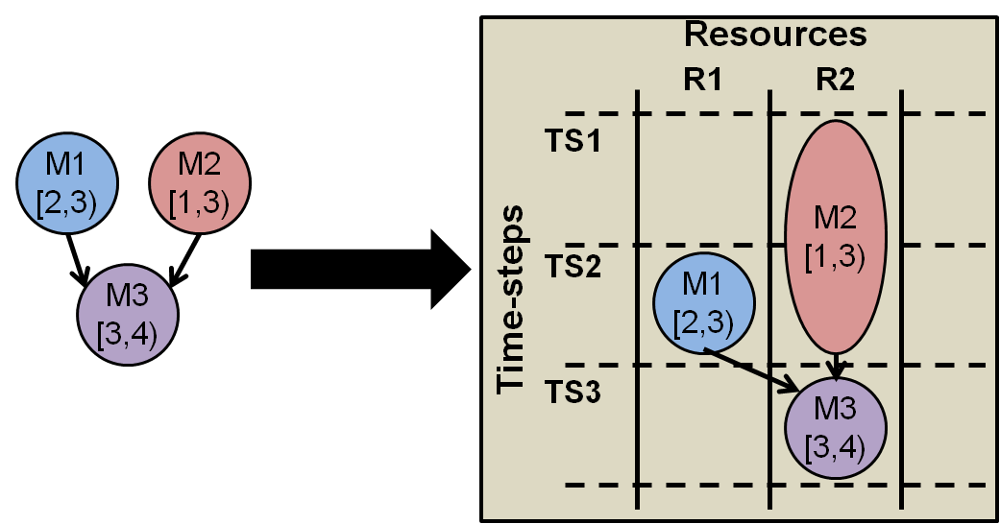 M1
[2,3)
M2
[1,3)
M3
[3,4)
Resources
R1
R2
Time-steps
TS1
TS2
TS3
M2
[1,3)
M1
[2,3)
M3
[3,4)